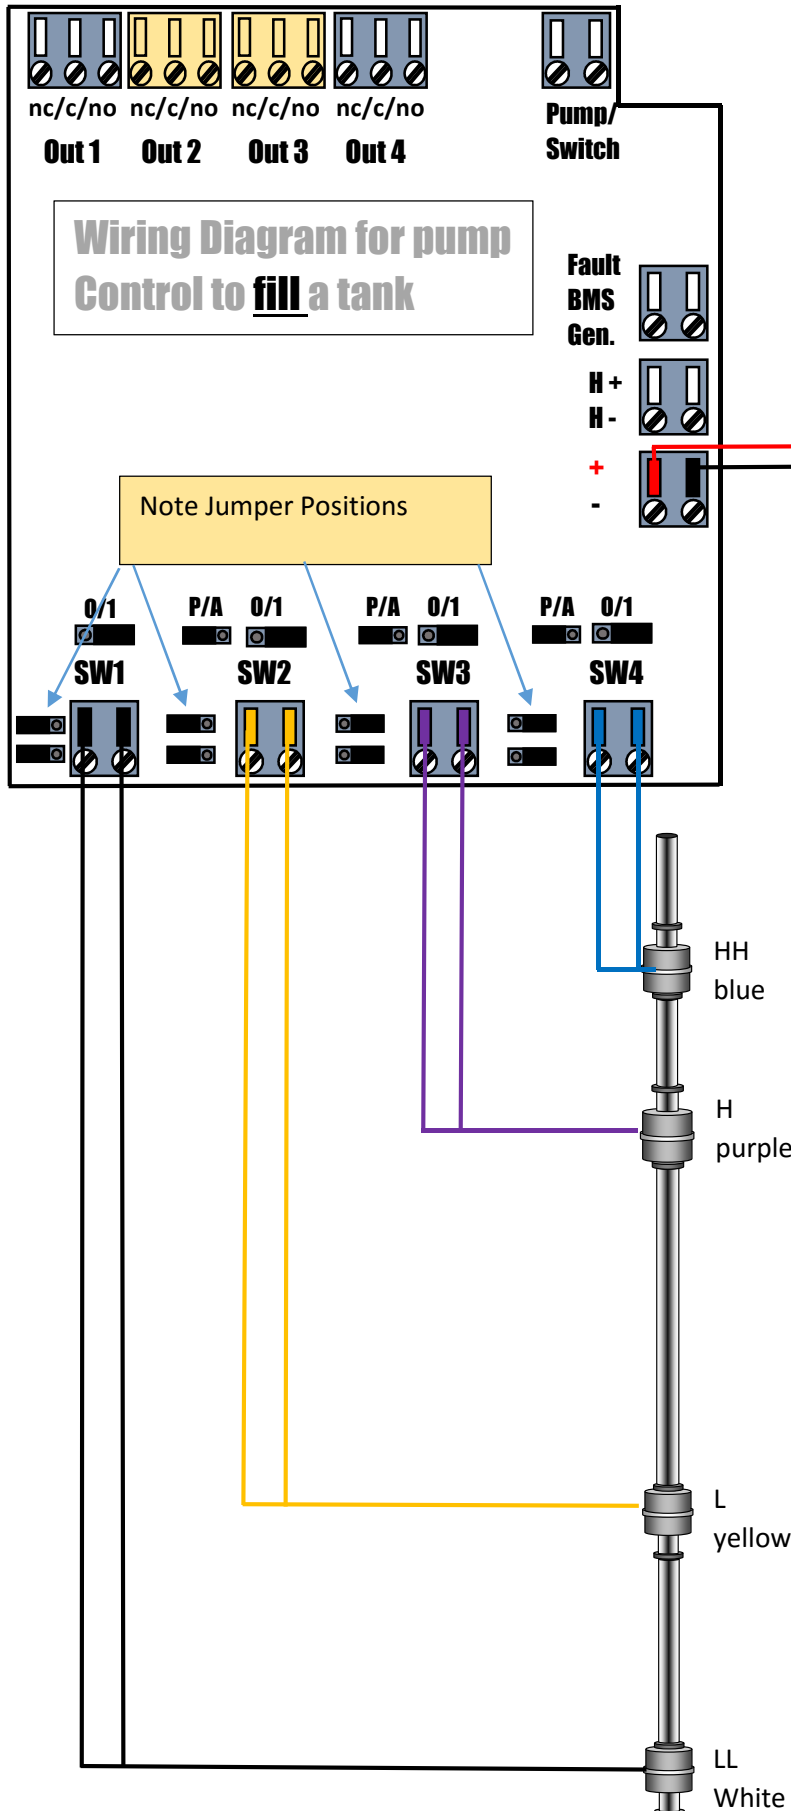 nc/c/no nc/c/no nc/c/no nc/c/no
Out 1 Out 2 Out 3 Out 4
Pump/
Switch
Wiring Diagram for pump
Control to fill a tank
Fault
BMS
Gen.
H +
H -
+
-
Note Jumper Positions
0/1 P/A 0/1 P/A 0/1 P/A 0/1
SW1 SW2 SW3 SW4
HH
blue
H
purple
L
yellow
LL
White